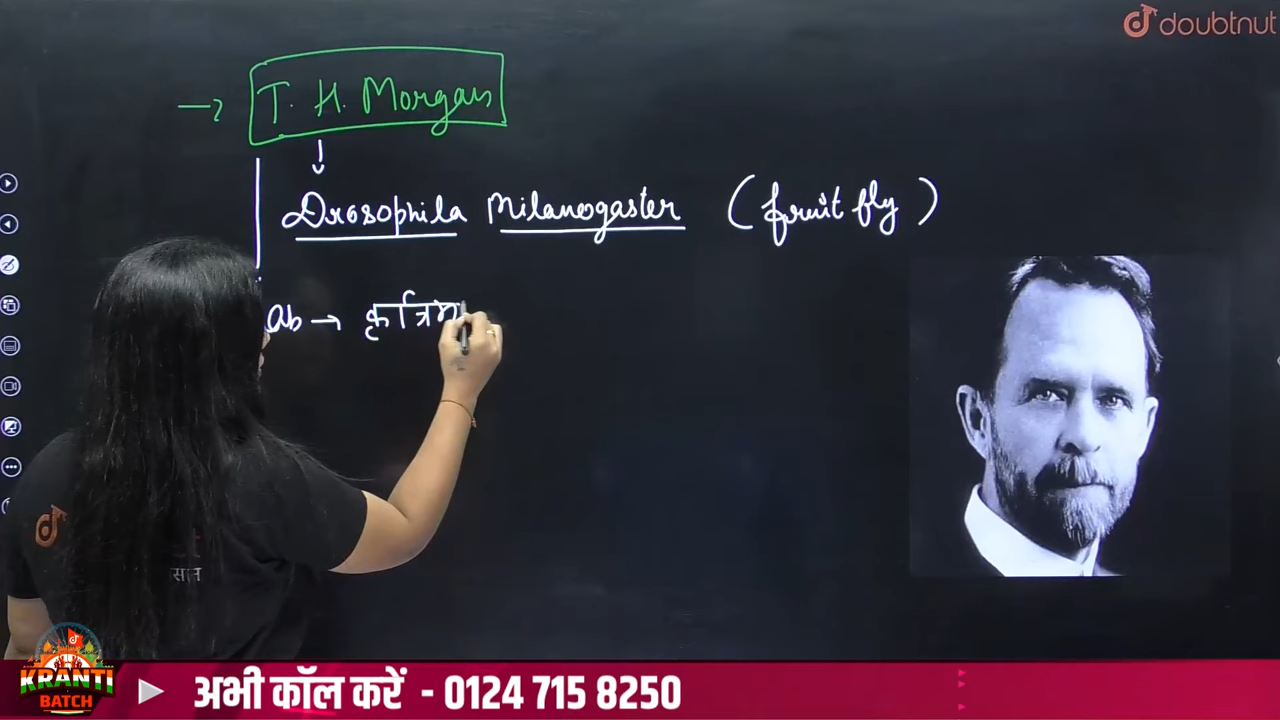 doubtnut
→ T. H. Morgan
↓
Drosophila Milanogaster (fruit fly)
ab → कृत्रिम
साल
KRANTI
BATCH
अभी कॉल करें - 0124 715 8250